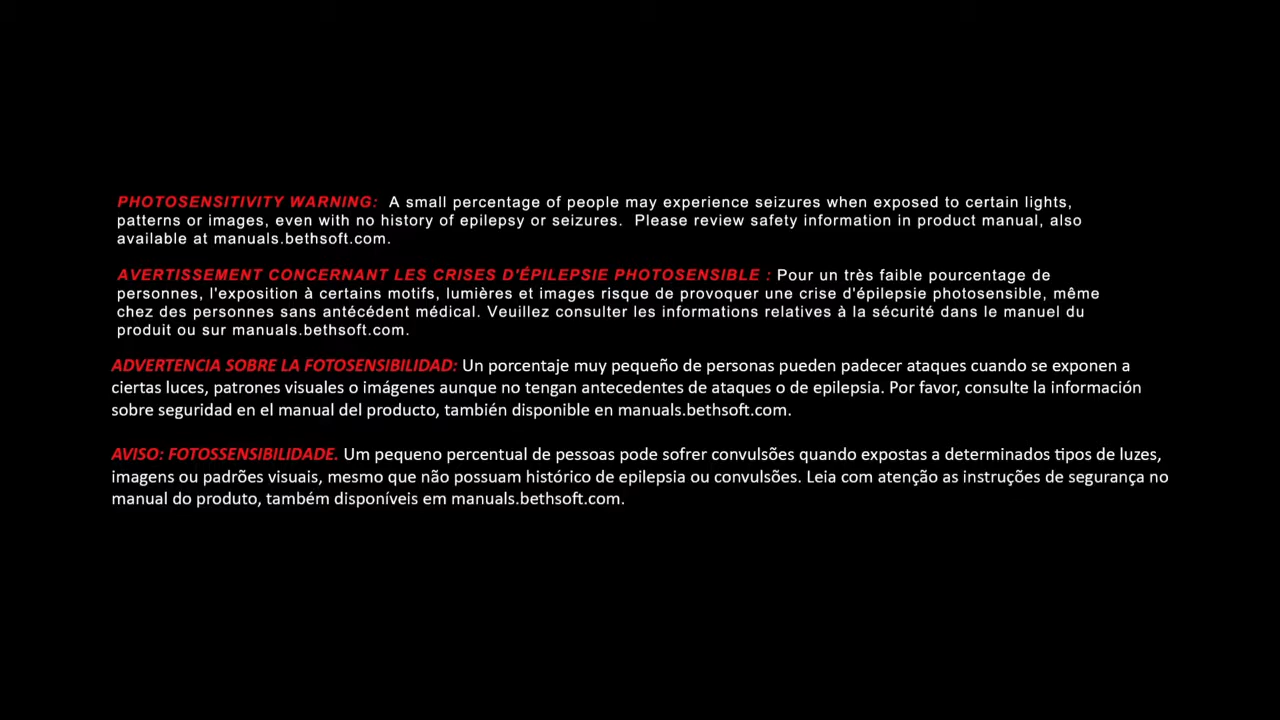 PHOTOSENSITIVITY WARNING: A small percentage of people may experience seizures when exposed to certain lights,
patterns or images, even with no history of epilepsy or seizures. Please review safety information in product manual, also
available at manuals.bethsoft.com.
AVERTISSEMENT CONCERNANT LES CRISES D'ÉPILEPSIE PHOTOSENSIBLE : Pour un très faible pourcentage de
personnes, l'exposition à certains motifs, lumières et images risque de provoquer une crise d'épilepsie photosensible, même
chez des personnes sans antécédent médical. Veuillez consulter les informations relatives à la sécurité dans le manuel du
produit ou sur manuals.bethsoft.com.
ADVERTENCIA SOBRE LA FOTOSENSIBILIDAD: Un porcentaje muy pequeño de personas pueden padecer ataques cuando se exponen a
ciertas luces, patrones visuales o imágenes aunque no tengan antecedentes de ataques o de epilepsia. Por favor, consulte la información
sobre seguridad en el manual del producto, también disponible en manuals.bethsoft.com.
AVISO: FOTOSSENSIBILIDADE. Um pequeno percentual de pessoas pode sofrer convulsões quando expostas a determinados tipos de luzes,
imagens ou padrões visuais, mesmo que não possuam histórico de epilepsia ou convulsões. Leia com atenção as instruções de segurança no
manual do produto, também disponíveis em manuals.bethsoft.com.